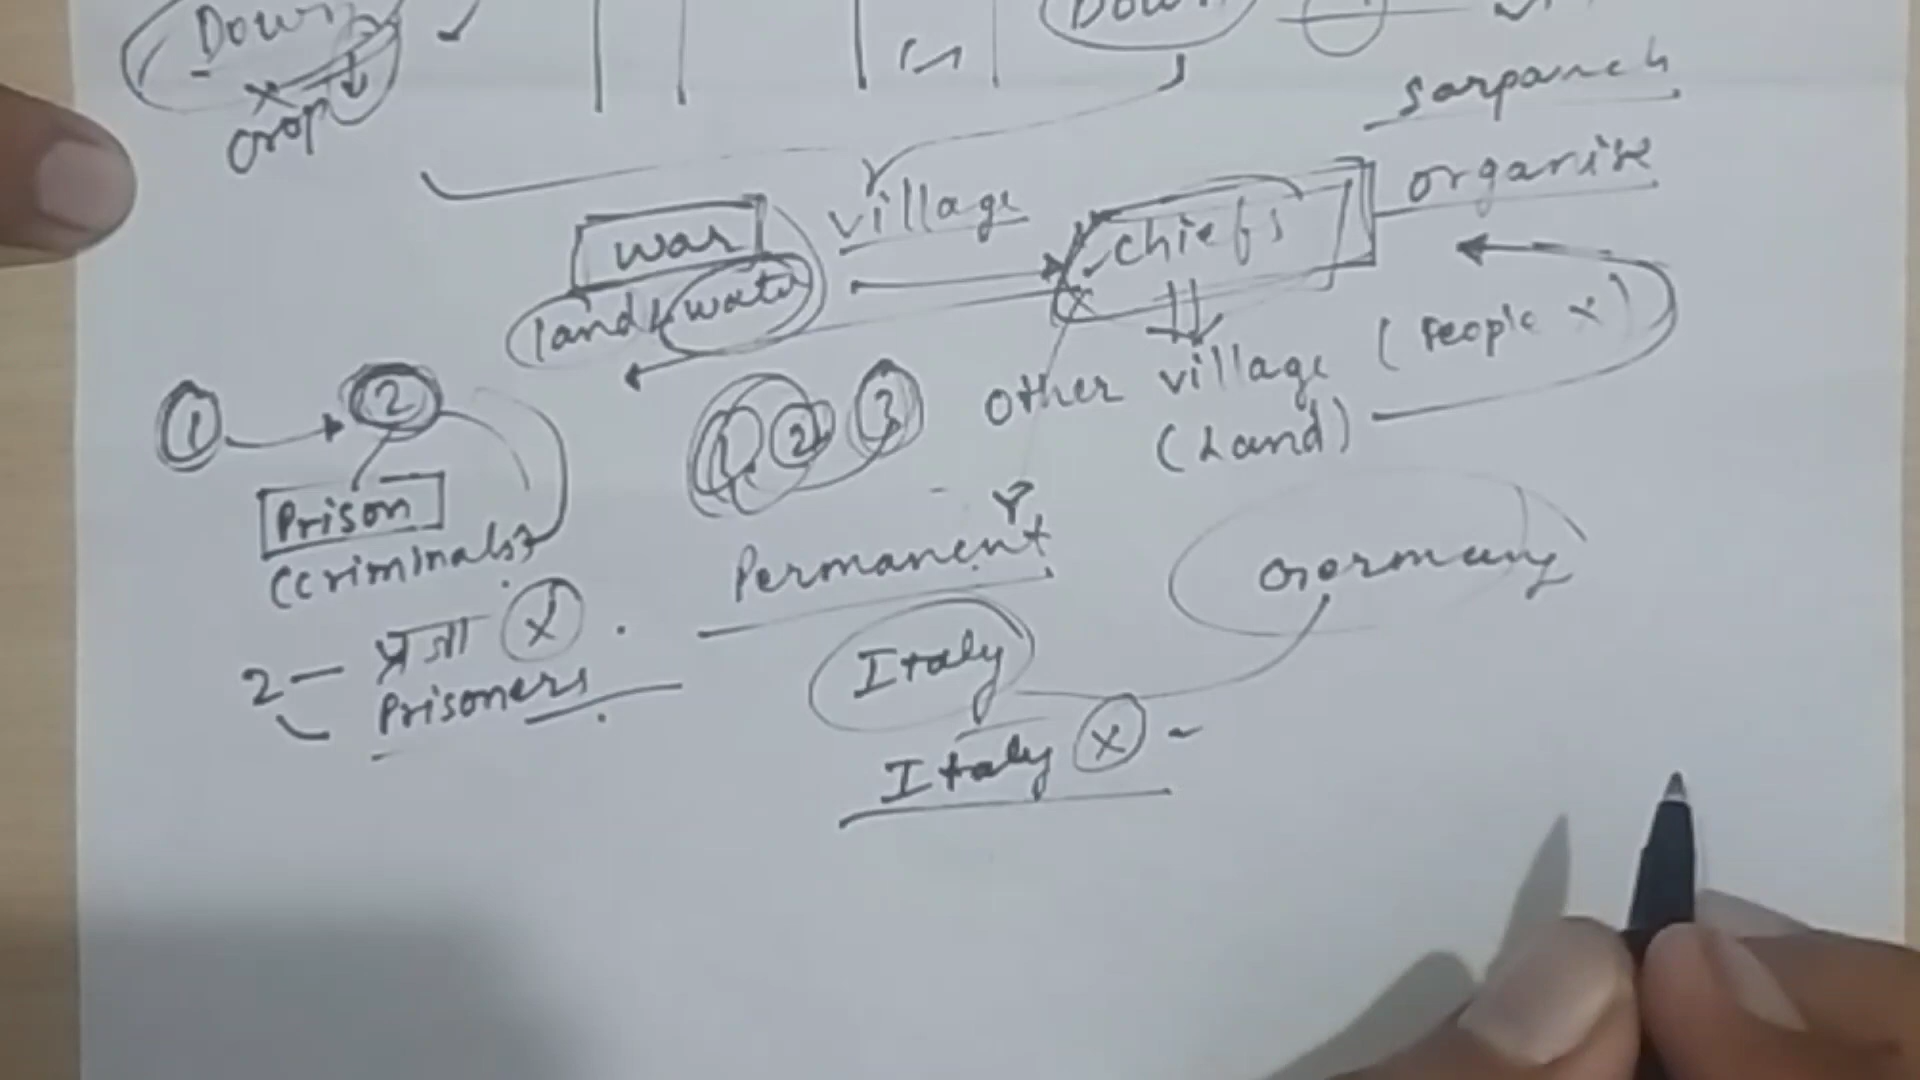 Down
Down
crop
sarpanch
organise
village
war
chiefs
land & water
(People x)
1
2
1 2 3
other village
(Land)
Prison
(criminals)
Permanent
Germany
2 - प्रजा x
Prisoners
Italy
Italy x